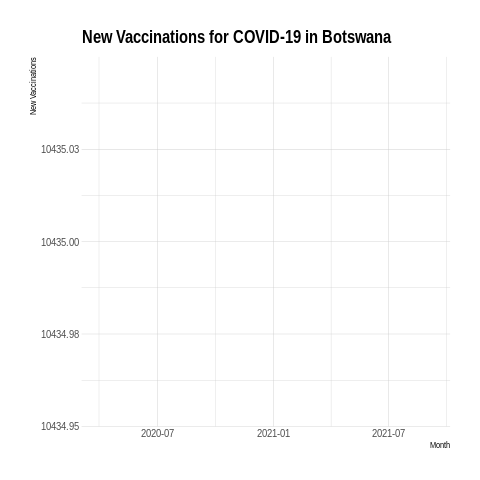 New Vaccinations for COVID-19 in Botswana
New Vaccinations
10435.03
10435.00
10434.98
10434.95
2020-07 2021-01 2021-07
Month